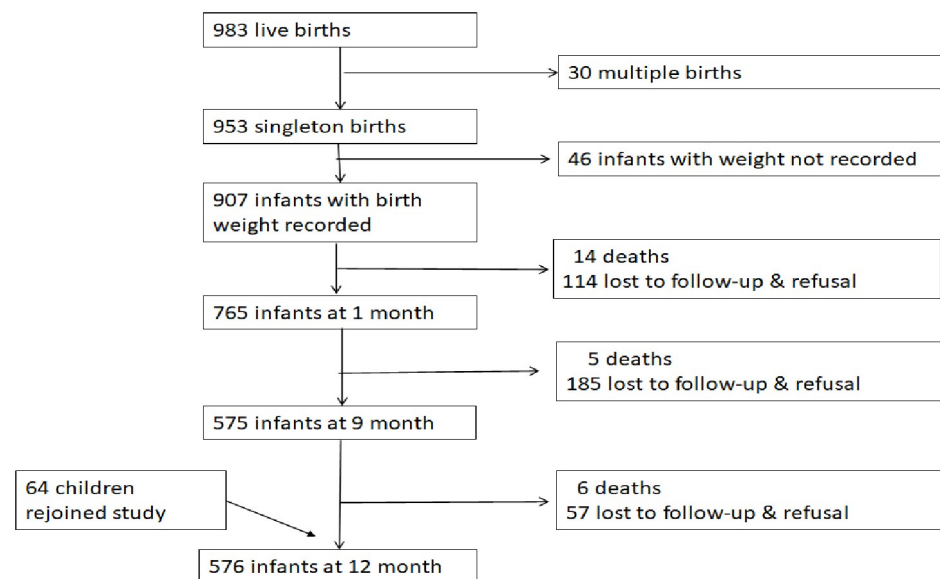 983 live births
30 multiple births
953 singleton births
46 infants with weight not recorded
907 infants with birth
weight recorded
14 deaths
114 lost to follow-up & refusal
765 infants at 1 month
5 deaths
185 lost to follow-up & refusal
575 infants at 9 month
64 children
rejoined study
6 deaths
57 lost to follow-up & refusal
576 infants at 12 month